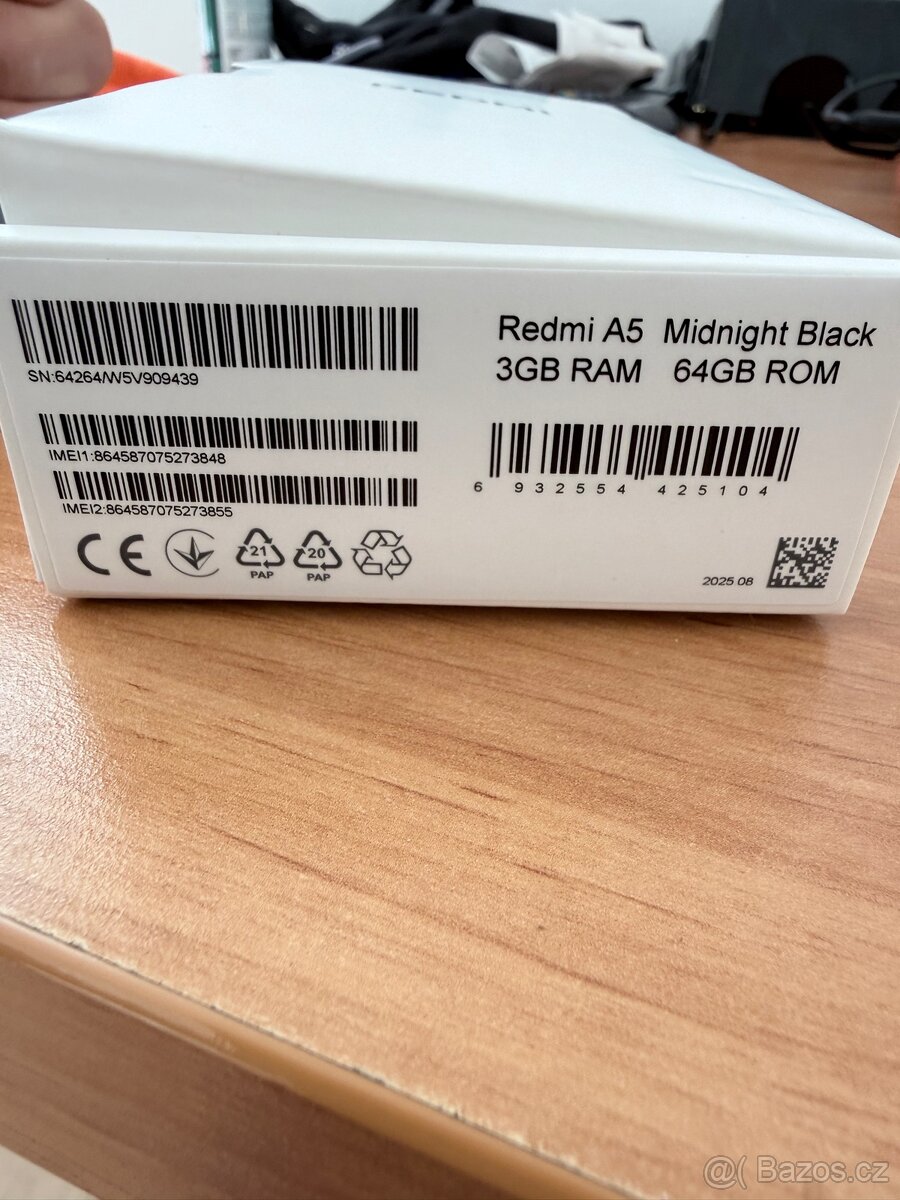 SN:64264/W5V909439
IMEI1:864587075273848
IMEI2:864587075273855
CE
21
PAP
20
PAP
Redmi A5 Midnight Black
3GB RAM 64GB ROM
6 932554 425104
2025 08
@( Bazos.cz